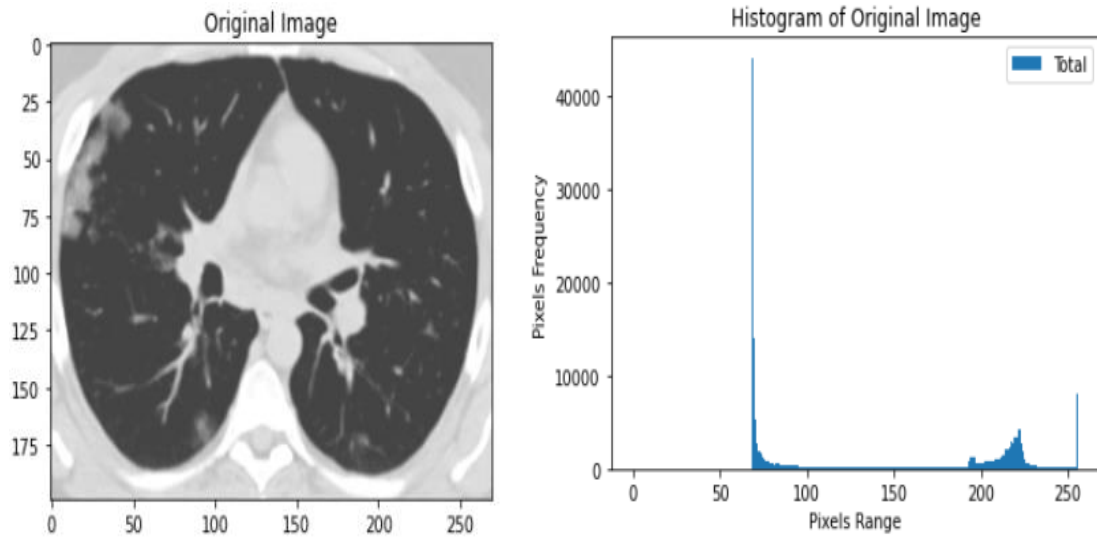 Original Image
0
25
50
75
100
125
150
175
0 50 100 150 200 250
Histogram of Original Image
Total
Pixels Frequency
40000
30000
20000
10000
0
0 50 100 150 200 250
Pixels Range